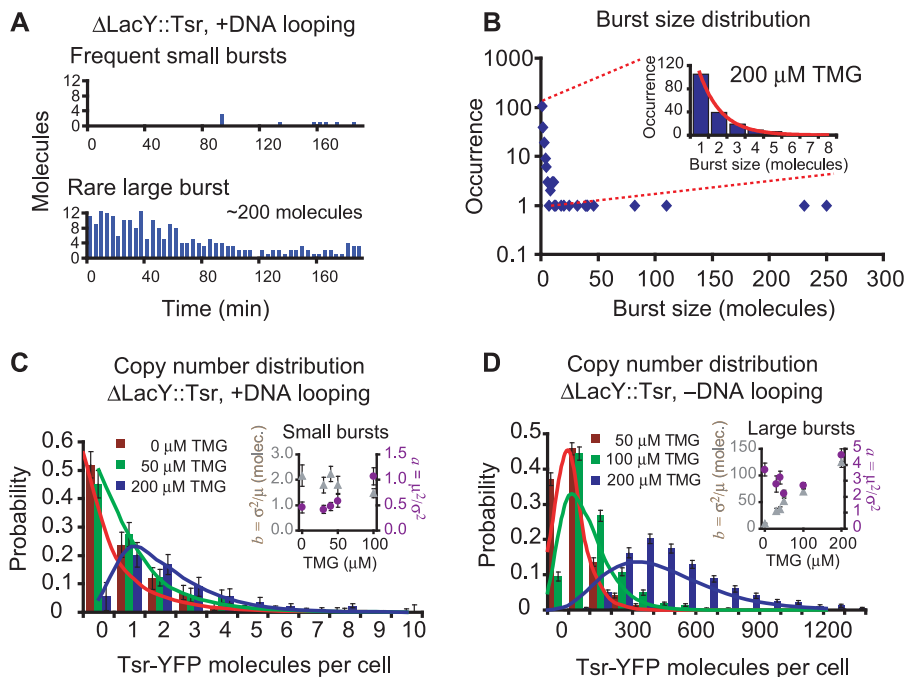 A
ΔLacY::Tsr, +DNA looping
Frequent small bursts
12
8
4
0
0 40 80 120 160
Rare large burst
~200 molecules
12
8
4
0
0 40 80 120 160
Molecules
Time (min)
B
Burst size distribution
1000
100
10
1
0.1
0 50 100 150 200 250 300
Occurrence
Burst size (molecules)
200 μM TMG
120
80
40
0
Occurrence
1 2 3 4 5 6 7 8
Burst size (molecules)
C
Copy number distribution
ΔLacY::Tsr, +DNA looping
0.6
0.5
0.4
0.3
0.2
0.1
0
Probability
0 μM TMG
50 μM TMG
200 μM TMG
0 1 2 3 4 5 6 7 8 9 10
Tsr-YFP molecules per cell
Small bursts
b = σ²/μ (molec.)
3.0
2.0
1.0
0.0
1.5
1.0
0.5
0.0
a = μ²/σ²
0 50 100
TMG (μM)
D
Copy number distribution
ΔLacY::Tsr, –DNA looping
0.5
0.4
0.3
0.2
0.1
0
Probability
50 μM TMG
100 μM TMG
200 μM TMG
0 300 600 900 1200
Tsr-YFP molecules per cell
Large bursts
b = σ²/μ (molec.)
150
100
50
0
5
4
3
2
1
0
a = μ²/σ²
0 100 200
TMG (μM)